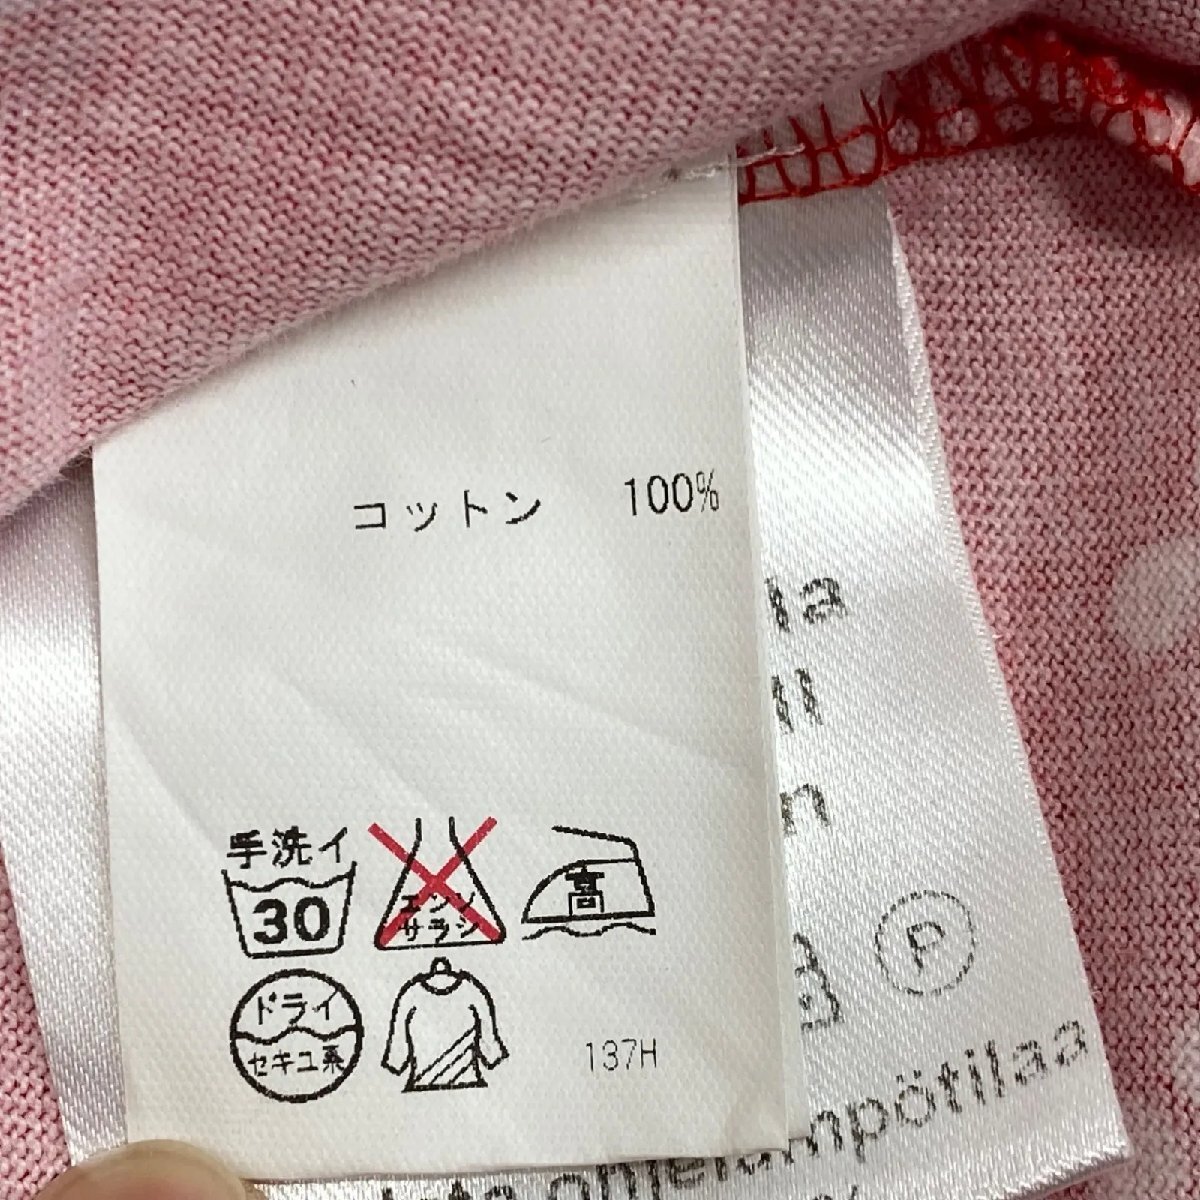 コットン 100%
手洗イ
30
エンソ
サラシ
高
ドライ
セキユ系
137H
P